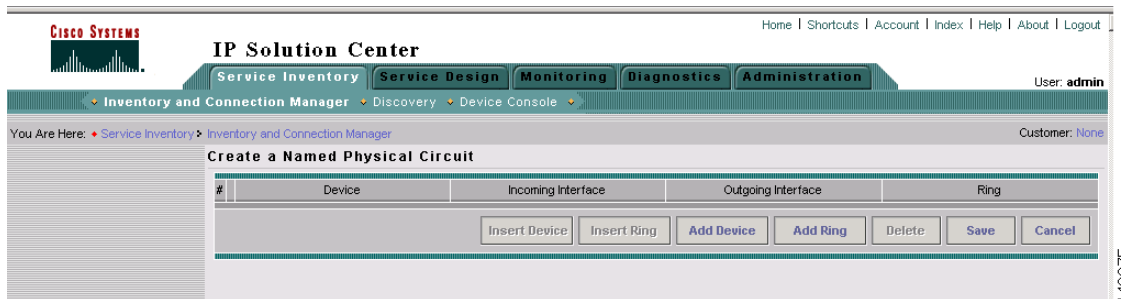 CISCO SYSTEMS
Home | Shortcuts | Account | Index | Help | About | Logout
IP Solution Center
Service Inventory Service Design Monitoring Diagnostics Administration
User: admin
Inventory and Connection Manager Discovery Device Console
You Are Here: Service Inventory Inventory and Connection Manager
Customer: None
Create a Named Physical Circuit
# Device Incoming Interface Outgoing Interface Ring
Insert Device Insert Ring Add Device Add Ring Delete Save Cancel